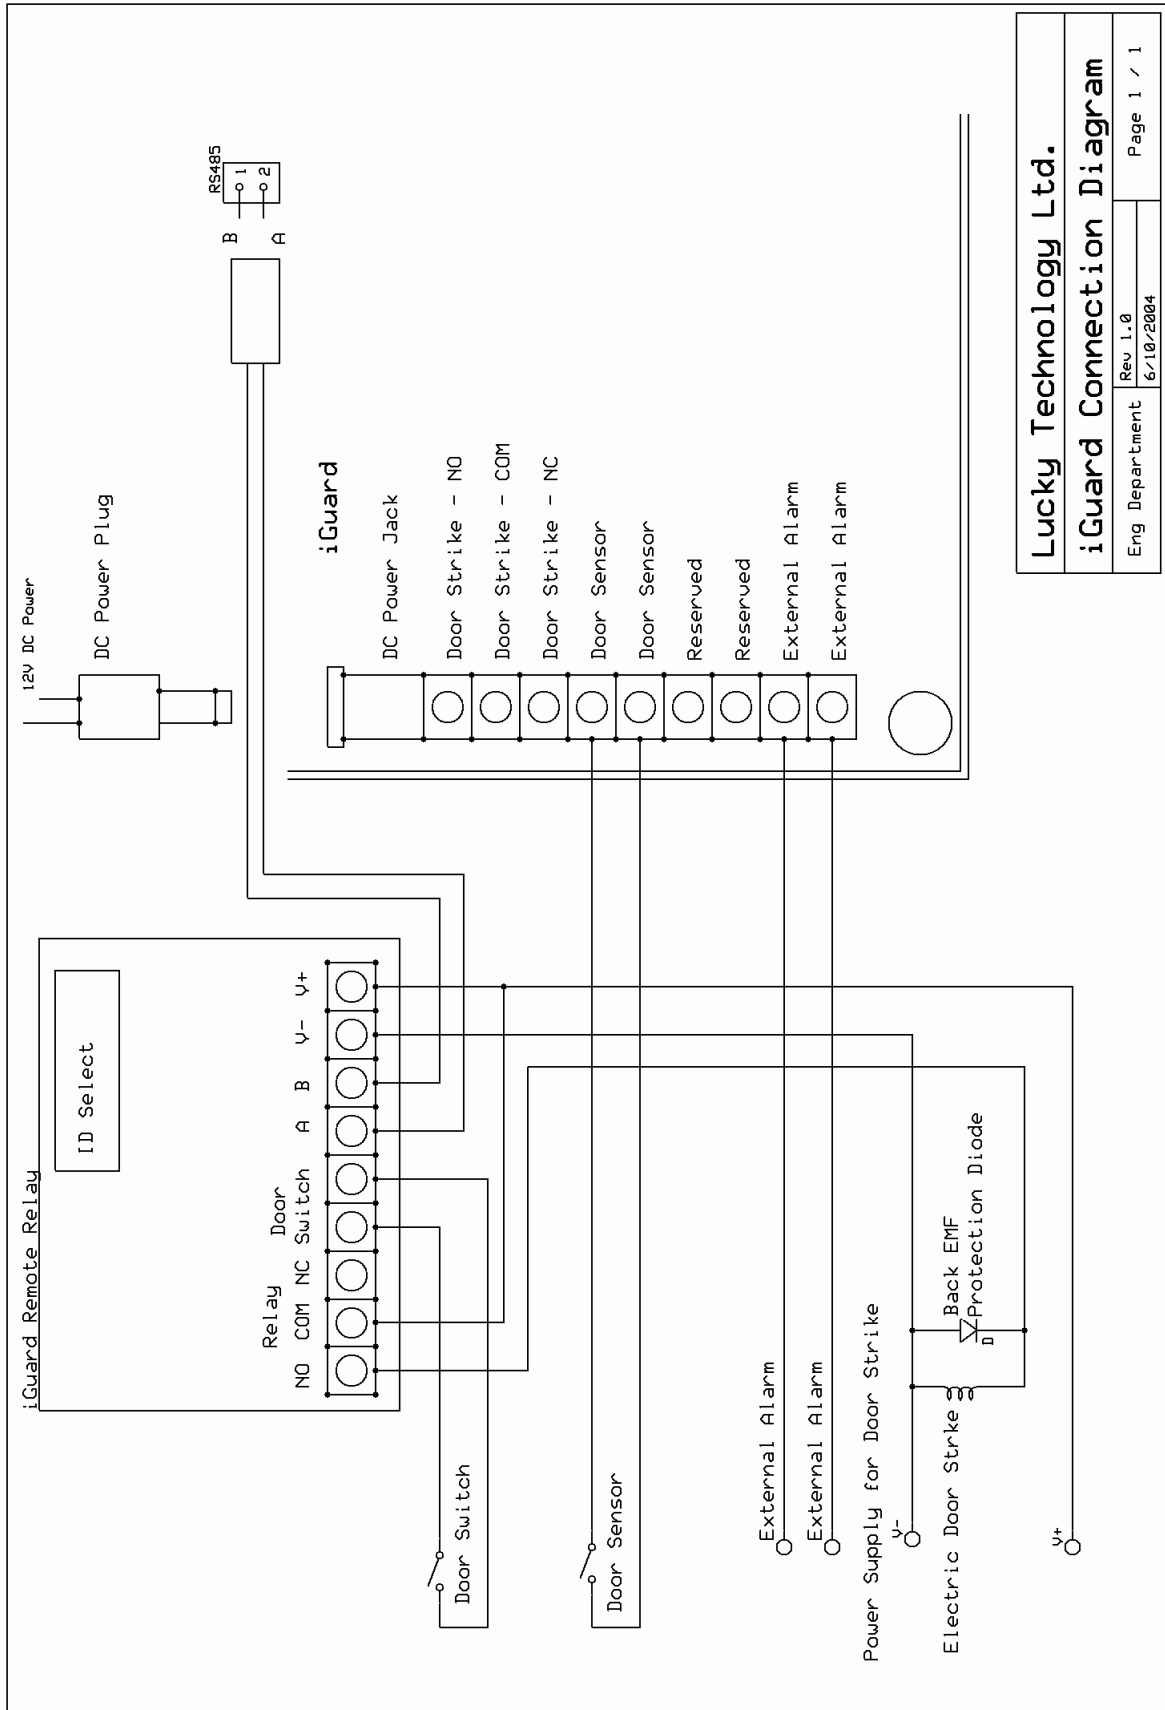 iGuard Remote Relay
ID Select
Relay
Door
NO COM NC Switch A B V- V+
12V DC Power
DC Power Plug
RS485
B 1
A 2
iGuard
DC Power Jack
Door Strike - NO
Door Strike - COM
Door Strike - NC
Door Sensor
Door Sensor
Reserved
Reserved
External Alarm
External Alarm
Door Switch
Door Sensor
External Alarm
External Alarm
Power Supply for Door Strike
V-
Back EMF
Protection Diode
D
Electric Door Strke
V+
Lucky Technology Ltd.
iGuard Connection Diagram
Eng Department
Rev 1.0
6/10/2004
Page 1 / 1